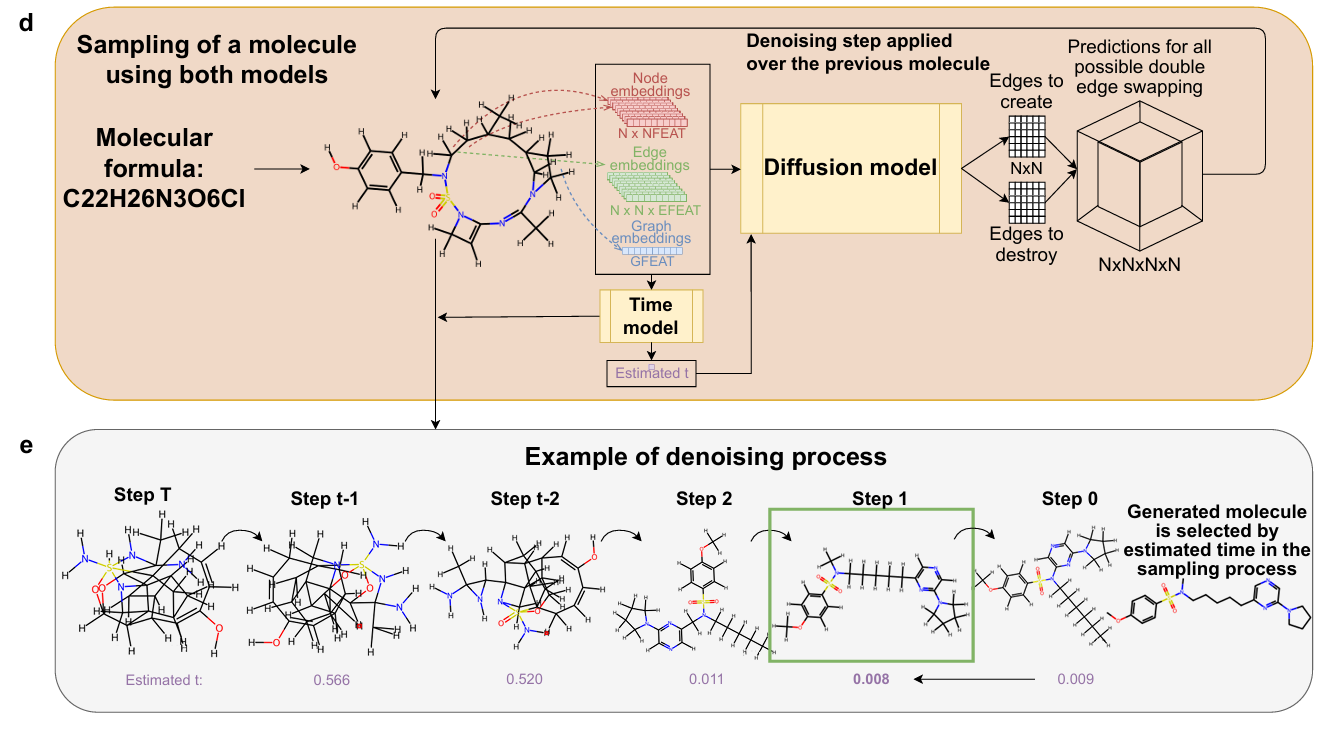 d
Sampling of a molecule
using both models
Molecular
formula:
C22H26N3O6Cl
Node
embeddings
N x NFEAT
Edge
embeddings
N x N x EFEAT
Graph
embeddings
GFEAT
Time
model
Estimated t
Denoising step applied
over the previous molecule
Diffusion model
Edges to
create
NxN
Edges to
destroy
Predictions for all
possible double
edge swapping
NxNxNxN
e
Example of denoising process
Step T
Step t-1
Step t-2
Step 2
Step 1
Step 0
Generated molecule
is selected by
estimated time in the
sampling process
Estimated t:
0.566
0.520
0.011
0.008
0.009